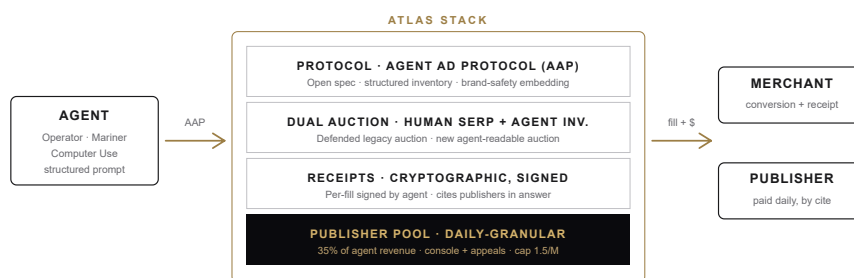 ATLAS STACK
AGENT
Operator · Mariner
Computer Use
structured prompt
AAP
PROTOCOL · AGENT AD PROTOCOL (AAP)
Open spec · structured inventory · brand-safety embedding
DUAL AUCTION · HUMAN SERP + AGENT INV.
Defended legacy auction · new agent-readable auction
RECEIPTS · CRYPTOGRAPHIC, SIGNED
Per-fill signed by agent · cites publishers in answer
PUBLISHER POOL · DAILY-GRANULAR
35% of agent revenue · console + appeals · cap 1.5/M
fill + $
MERCHANT
conversion + receipt
PUBLISHER
paid daily, by cite